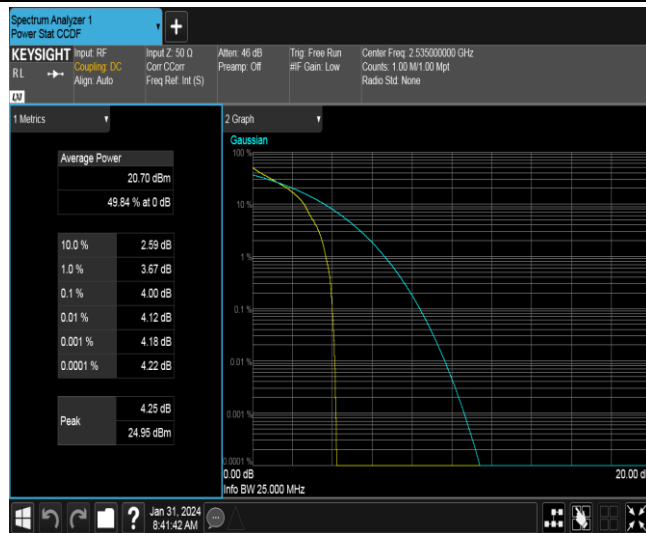 Spectrum Analyzer 1
Power Stat CCDF
KEYSIGHT
RL
Input: RF
Coupling: DC
Align: Auto
Input Z: 50 Ω
Corr CCorr
Freq Ref: Int (S)
Atten: 46 dB
Preamp: Off
Trig: Free Run
#IF Gain: Low
Center Freq: 2.535000000 GHz
Counts: 1.00 M/1.00 Mpt
Radio Std: None
1 Metrics
Average Power
20.70 dBm
49.84 % at 0 dB
10.0 % 2.59 dB
1.0 % 3.67 dB
0.1 % 4.00 dB
0.01 % 4.12 dB
0.001 % 4.18 dB
0.0001 % 4.22 dB
Peak
4.25 dB
24.95 dBm
2 Graph
Gaussian
100 %
10 %
1 %
0.1 %
0.01 %
0.001 %
0.0001 %
0.00 dB
20.00 d
Info BW 25.000 MHz
Jan 31, 2024
8:41:42 AM